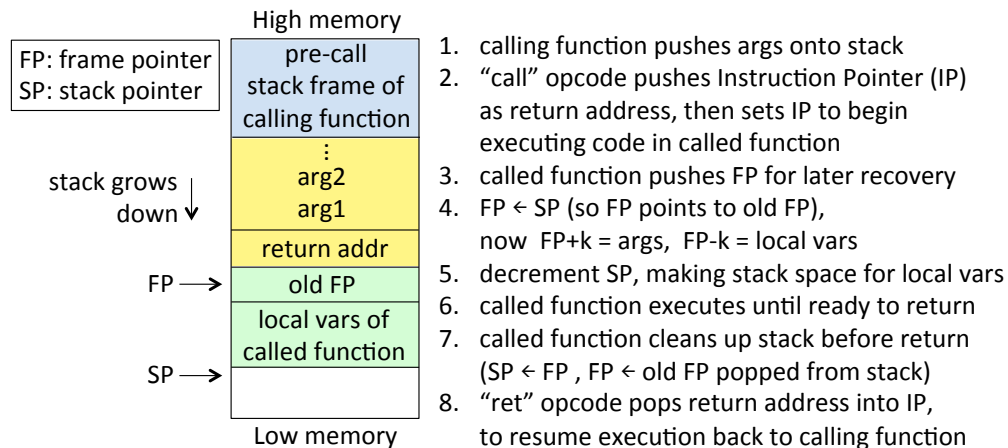 High memory
FP: frame pointer
SP: stack pointer
pre-call
stack frame of
calling function
⋮
arg2
arg1
stack grows
down
return addr
FP
old FP
local vars of
called function
SP
Low memory
1. calling function pushes args onto stack
2. “call” opcode pushes Instruction Pointer (IP)
as return address, then sets IP to begin
executing code in called function
3. called function pushes FP for later recovery
4. FP ← SP (so FP points to old FP),
now FP+k = args, FP-k = local vars
5. decrement SP, making stack space for local vars
6. called function executes until ready to return
7. called function cleans up stack before return
(SP ← FP , FP ← old FP popped from stack)
8. “ret” opcode pops return address into IP,
to resume execution back to calling function